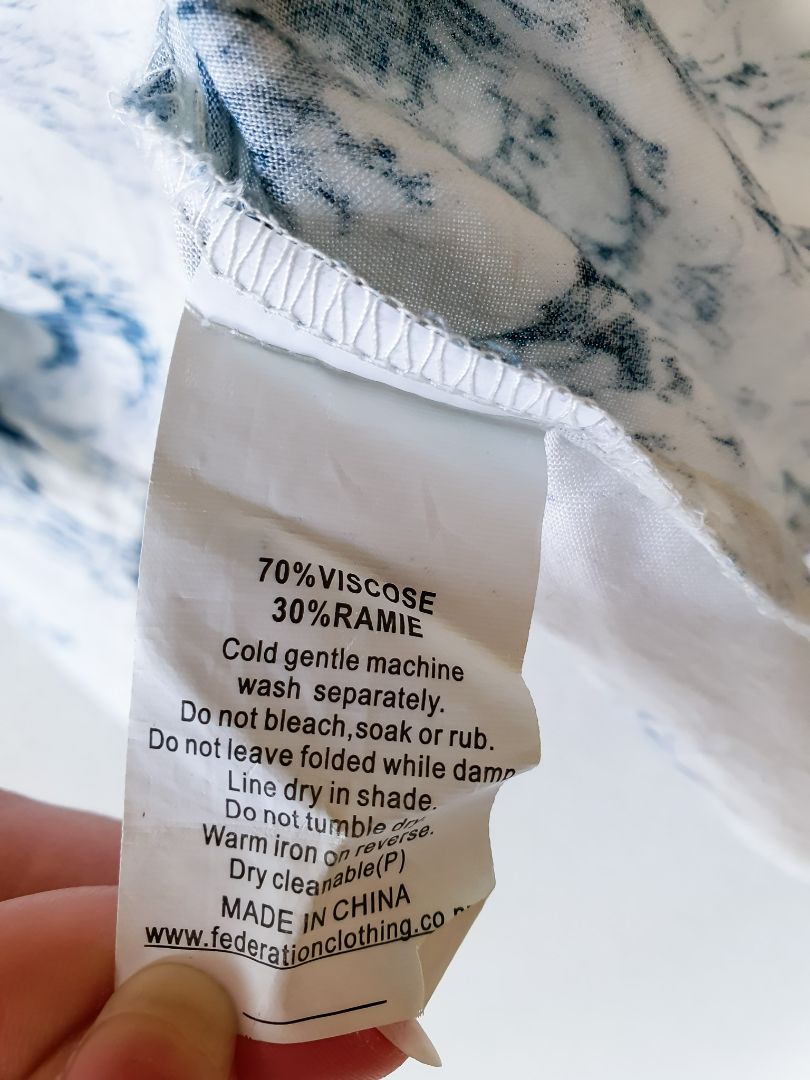 70%VISCOSE
30%RAMIE
Cold gentle machine
wash separately.
Do not bleach,soak or rub.
Do not leave folded while damp
Line dry in shade.
Do not tumble dry.
Warm iron on reverse.
Dry cleanable(P)
MADE IN CHINA
www.federationclothing.co